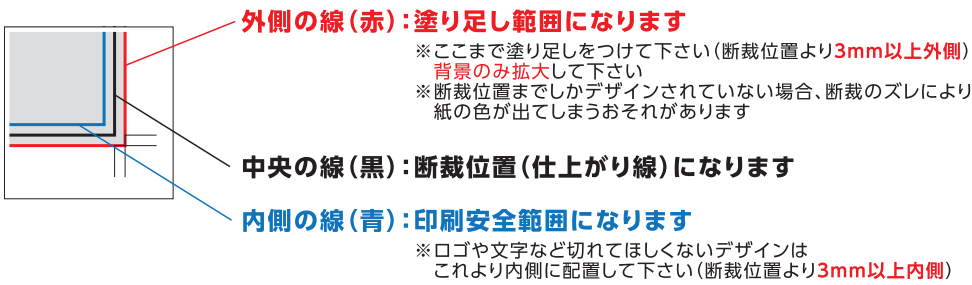 外側の線（赤）：塗り足し範囲になります
※ここまで塗り足しをつけて下さい（断裁位置より3mm以上外側）
背景のみ拡大して下さい
※断裁位置までしかデザインされていない場合、断裁のズレにより
紙の色が出てしまうおそれがあります
中央の線（黒）：断裁位置（仕上がり線）になります
内側の線（青）：印刷安全範囲になります
※ロゴや文字など切れてほしくないデザインは
これより内側に配置して下さい（断裁位置より3mm以上内側）